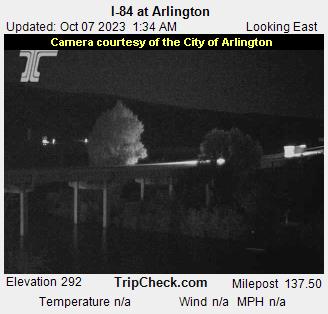 I-84 at Arlington
Updated: Oct 07 2023 1:34 AM Looking East
Camera courtesy of the City of Arlington
Elevation 292 TripCheck.com Milepost 137.50
Temperature n/a Wind n/a MPH n/a